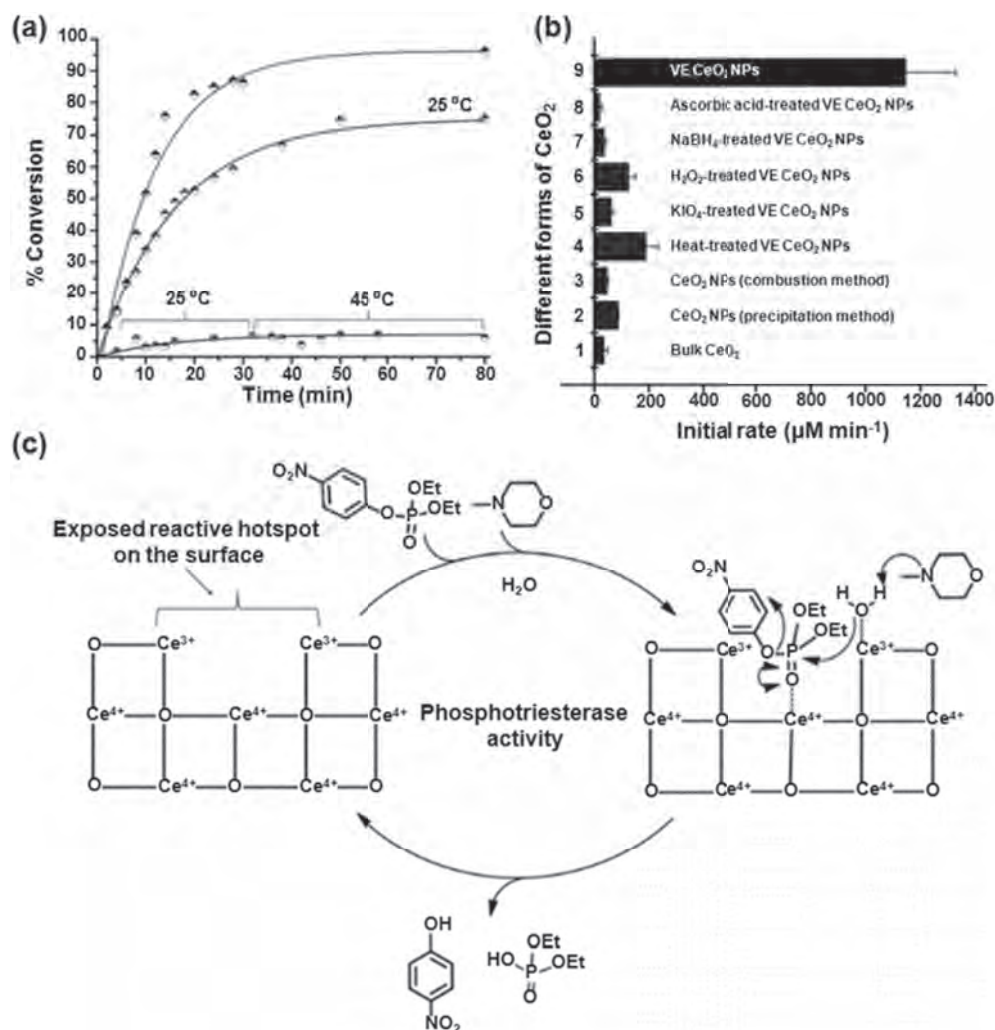 (a)
100
90
80
70
60
50
40
30
20
10
0
% Conversion
25 °C
25 °C
45 °C
0 10 20 30 40 50 60 70 80
Time (min)
(b)
Different forms of CeO₂
9 VE CeO₂ NPs
8 Ascorbic acid-treated VE CeO₂ NPs
7 NaBH₄-treated VE CeO₂ NPs
6 H₂O₂-treated VE CeO₂ NPs
5 KIO₄-treated VE CeO₂ NPs
4 Heat-treated VE CeO₂ NPs
3 CeO₂ NPs (combustion method)
2 CeO₂ NPs (precipitation method)
1 Bulk CeO₂
0 200 400 600 800 1000 1200 1400
Initial rate (µM min⁻¹)
(c)
O₂N
OEt
O P OEt
O
N O
H₂O
Exposed reactive hotspot
on the surface
O Ce³⁺ Ce³⁺ O
Ce⁴⁺ O Ce⁴⁺ O Ce⁴⁺
O Ce⁴⁺ O Ce⁴⁺ O
Phosphotriesterase
activity
NO₂
H H N O
O
OEt
OEt
O Ce³⁺ O P Ce³⁺ O
O
Ce⁴⁺ O Ce⁴⁺ O Ce⁴⁺
O Ce⁴⁺ O Ce⁴⁺ O
OH
NO₂
OEt
HO P OEt
O